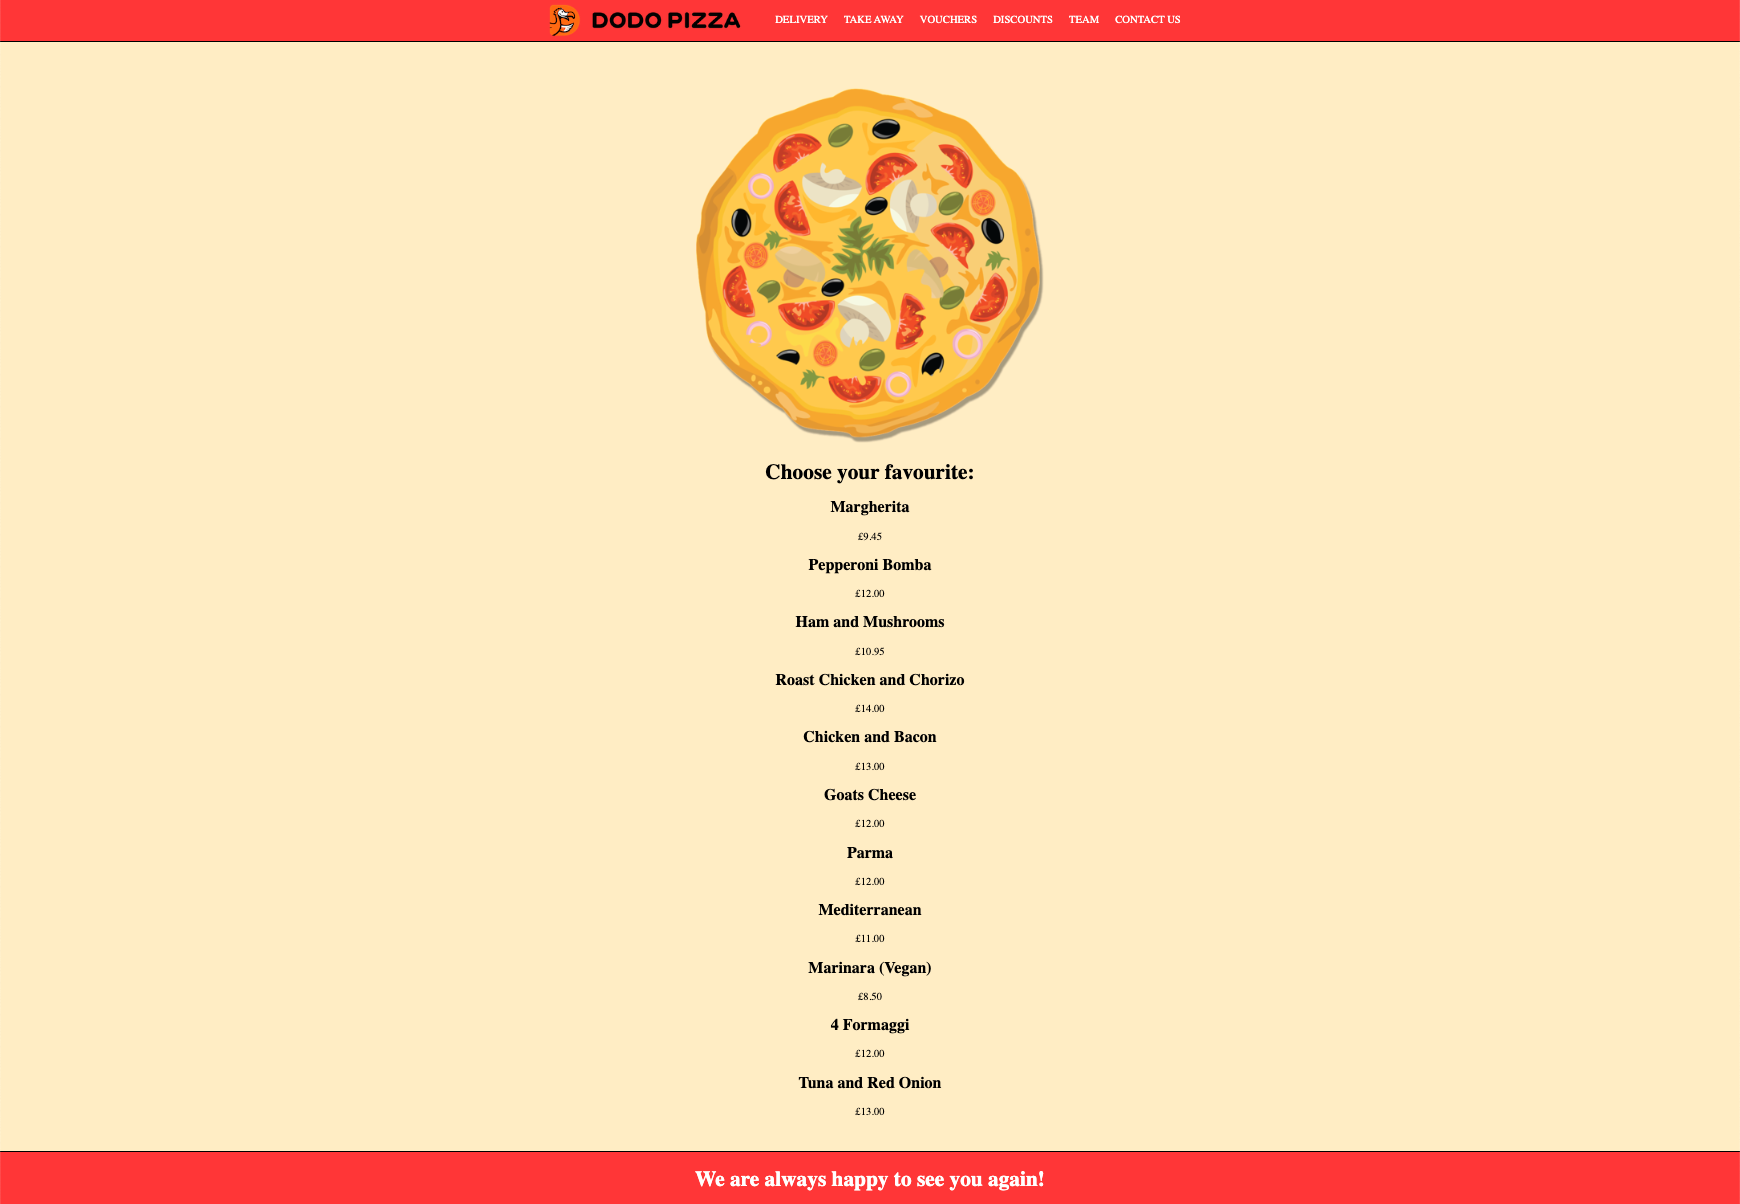 DODO PIZZA DELIVERY TAKE AWAY VOUCHERS DISCOUNTS TEAM CONTACT US
Choose your favourite:
Margherita
£9.45
Pepperoni Bomba
£12.00
Ham and Mushrooms
£10.95
Roast Chicken and Chorizo
£14.00
Chicken and Bacon
£13.00
Goats Cheese
£12.00
Parma
£12.00
Mediterranean
£11.00
Marinara (Vegan)
£8.50
4 Formaggi
£12.00
Tuna and Red Onion
£13.00
We are always happy to see you again!